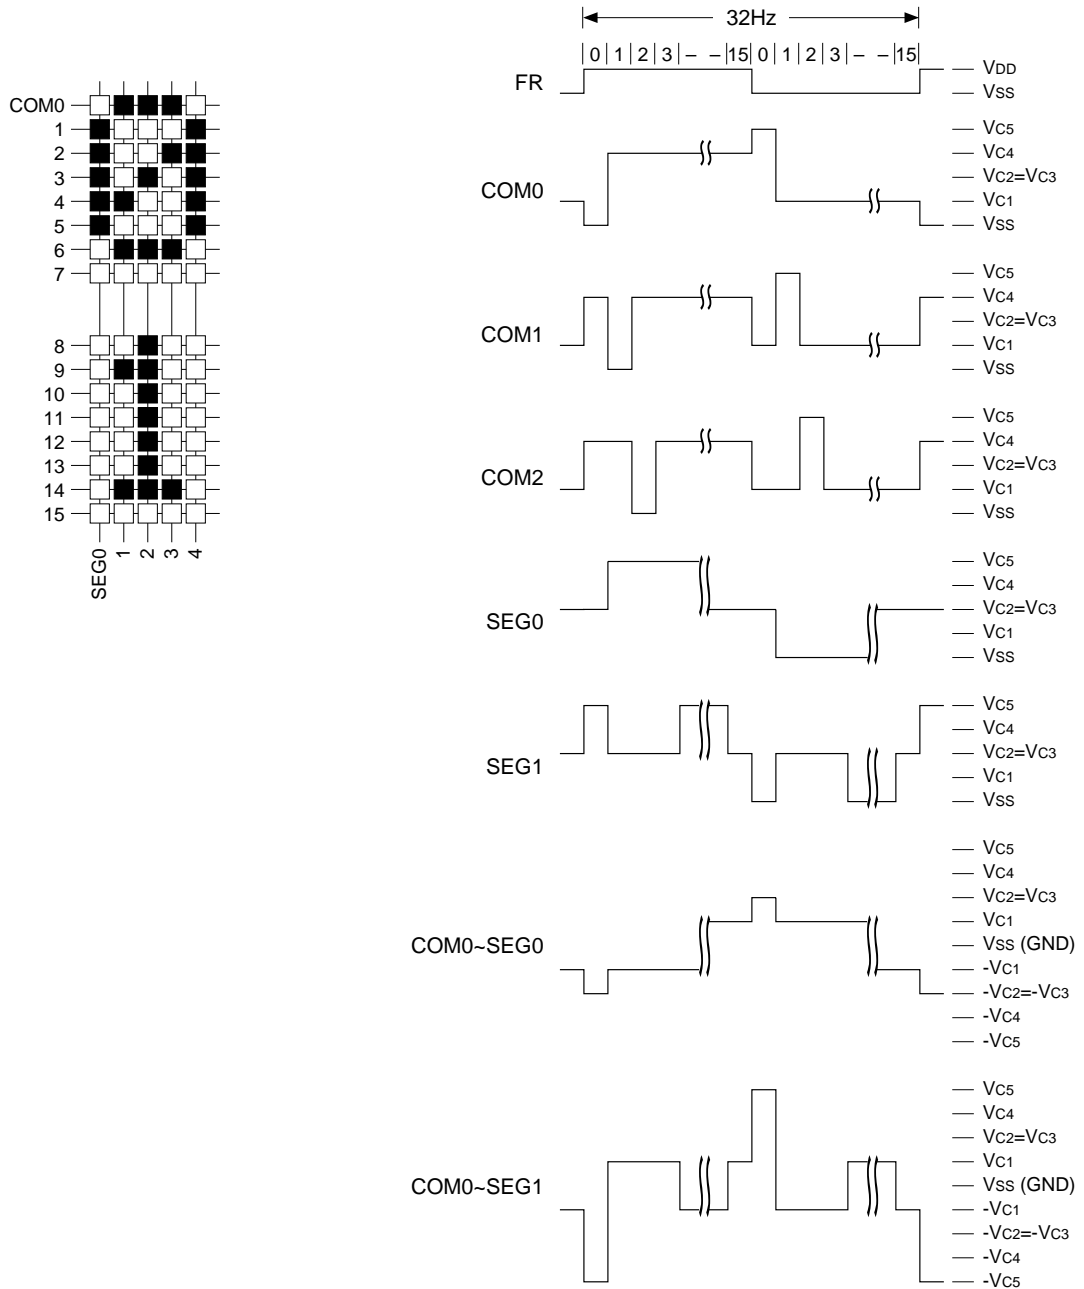 32Hz
0 1 2 3 – – 15 0 1 2 3 – – 15
FR
VDD
VSS
COM0
1
2
3
4
5
6
7
8
9
10
11
12
13
14
15
SEG0
1
2
3
4
COM0
VC5
VC4
VC2=VC3
VC1
VSS
COM1
VC5
VC4
VC2=VC3
VC1
VSS
COM2
VC5
VC4
VC2=VC3
VC1
VSS
SEG0
VC5
VC4
VC2=VC3
VC1
VSS
SEG1
VC5
VC4
VC2=VC3
VC1
VSS
COM0~SEG0
VC5
VC4
VC2=VC3
VC1
VSS (GND)
-VC1
-VC2=-VC3
-VC4
-VC5
COM0~SEG1
VC5
VC4
VC2=VC3
VC1
VSS (GND)
-VC1
-VC2=-VC3
-VC4
-VC5